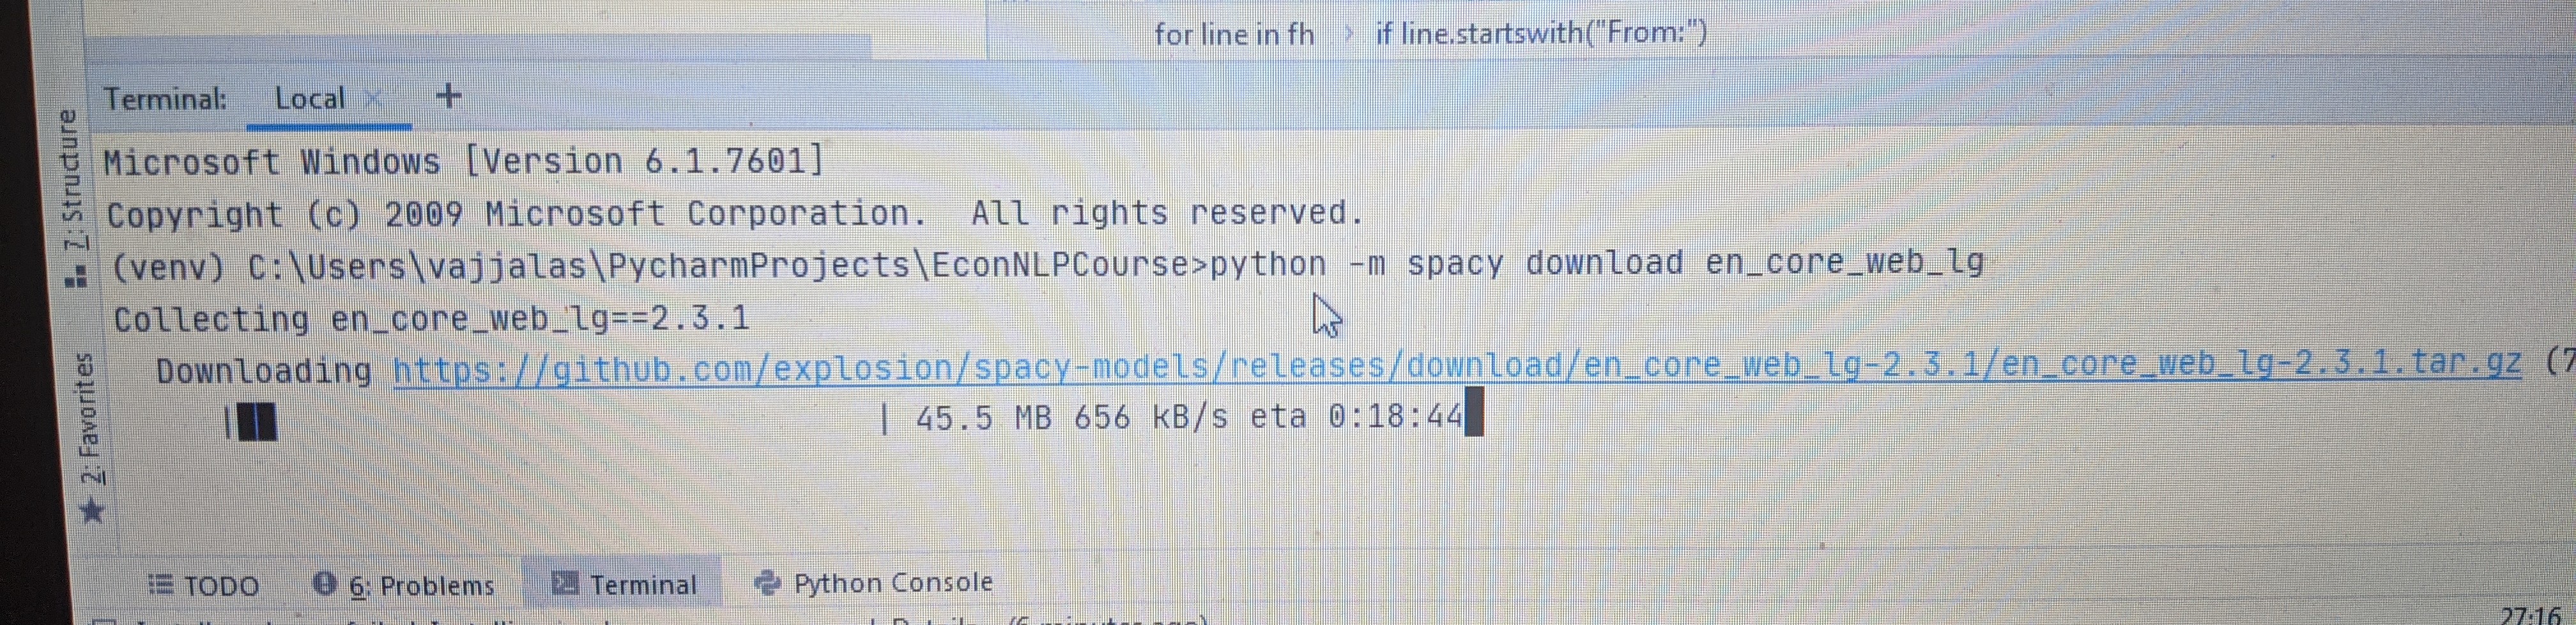 for line in fh › if line.startswith("From:")
Terminal: Local × +
7: Structure
Microsoft Windows [Version 6.1.7601]
Copyright (c) 2009 Microsoft Corporation.  All rights reserved.
(venv) C:\Users\vajjalas\PycharmProjects\EconNLPCourse>python -m spacy download en_core_web_lg
Collecting en_core_web_lg==2.3.1
Downloading https://github.com/explosion/spacy-models/releases/download/en_core_web_lg-2.3.1/en_core_web_lg-2.3.1.tar.gz (7
|██ | 45.5 MB 656 kB/s eta 0:18:44
2: Favorites
TODO 6: Problems Terminal Python Console
27:16